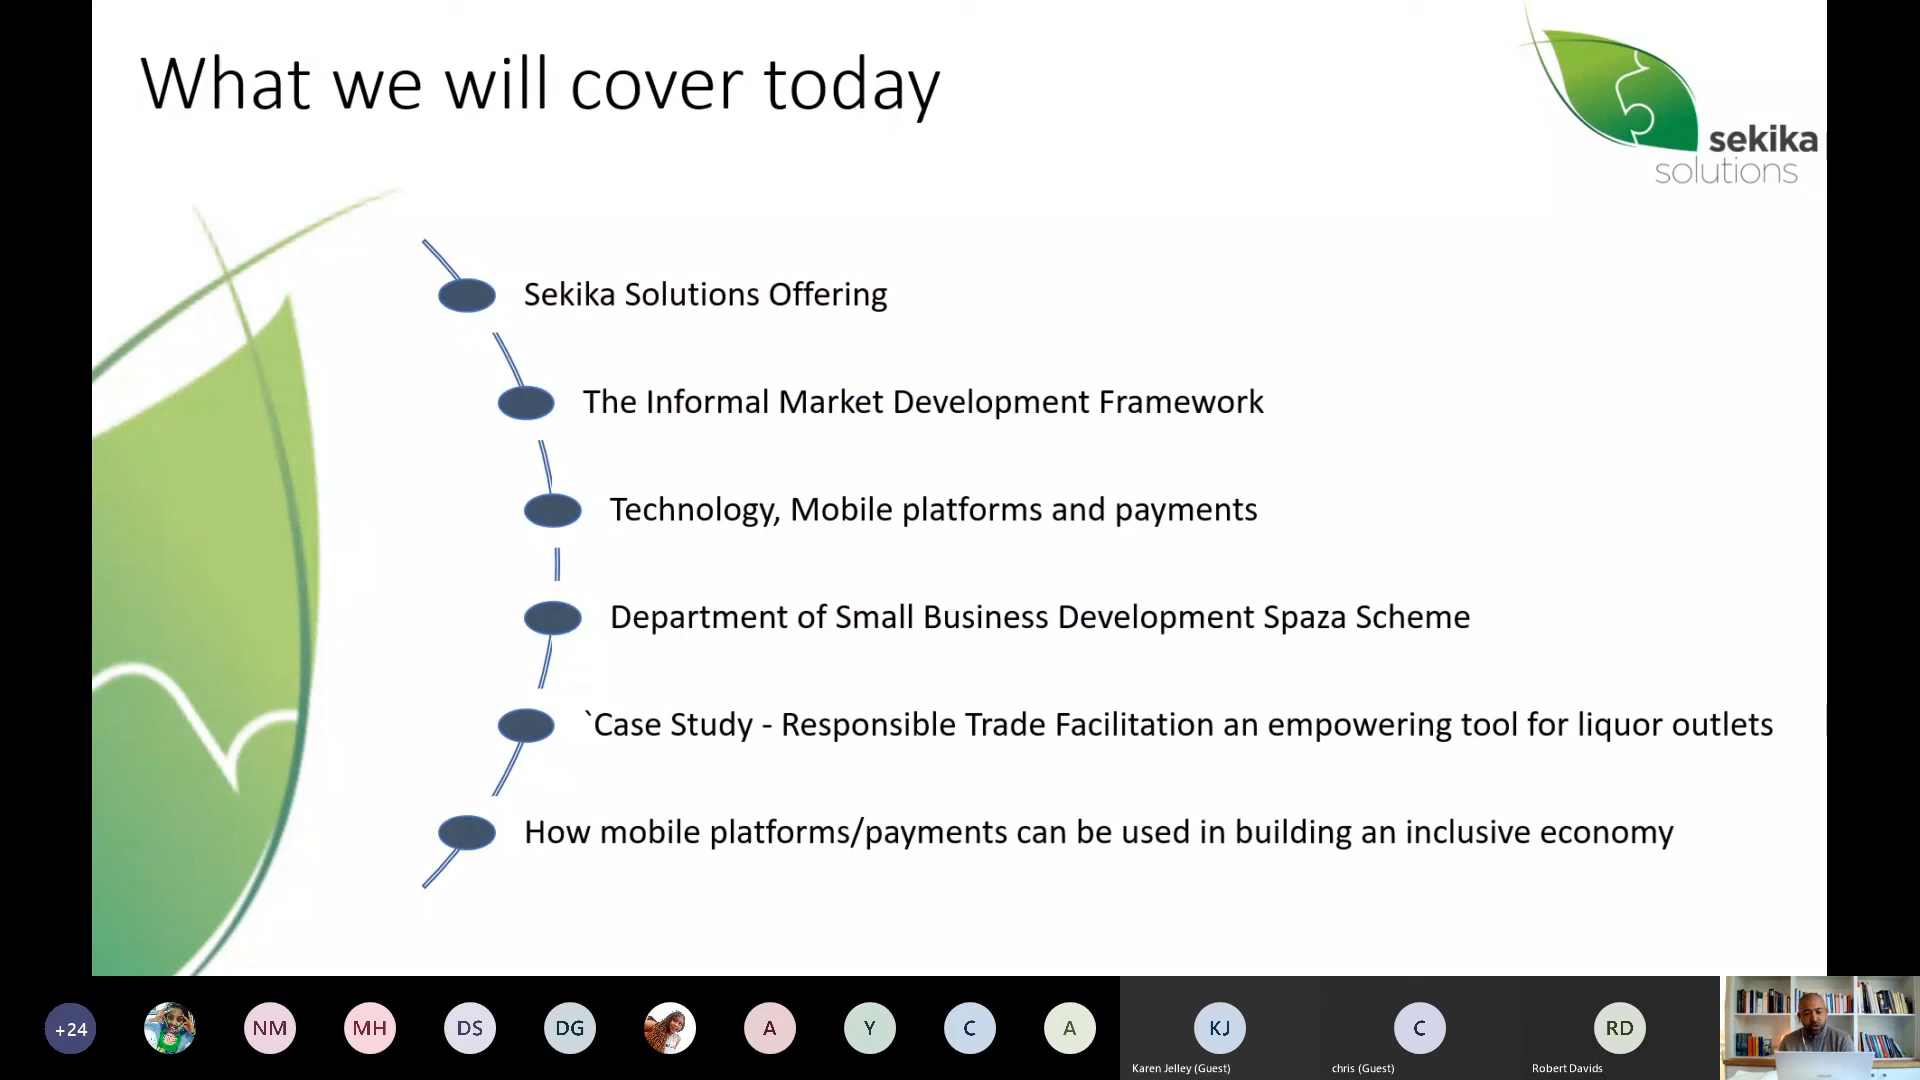 What we will cover today
sekika
solutions
Sekika Solutions Offering
The Informal Market Development Framework
Technology, Mobile platforms and payments
Department of Small Business Development Spaza Scheme
`Case Study - Responsible Trade Facilitation an empowering tool for liquor outlets
How mobile platforms/payments can be used in building an inclusive economy
+24
NM
MH
DS
DG
A
Y
C
A
KJ
C
RD
Karen Jelley (Guest)
chris (Guest)
Robert Davids